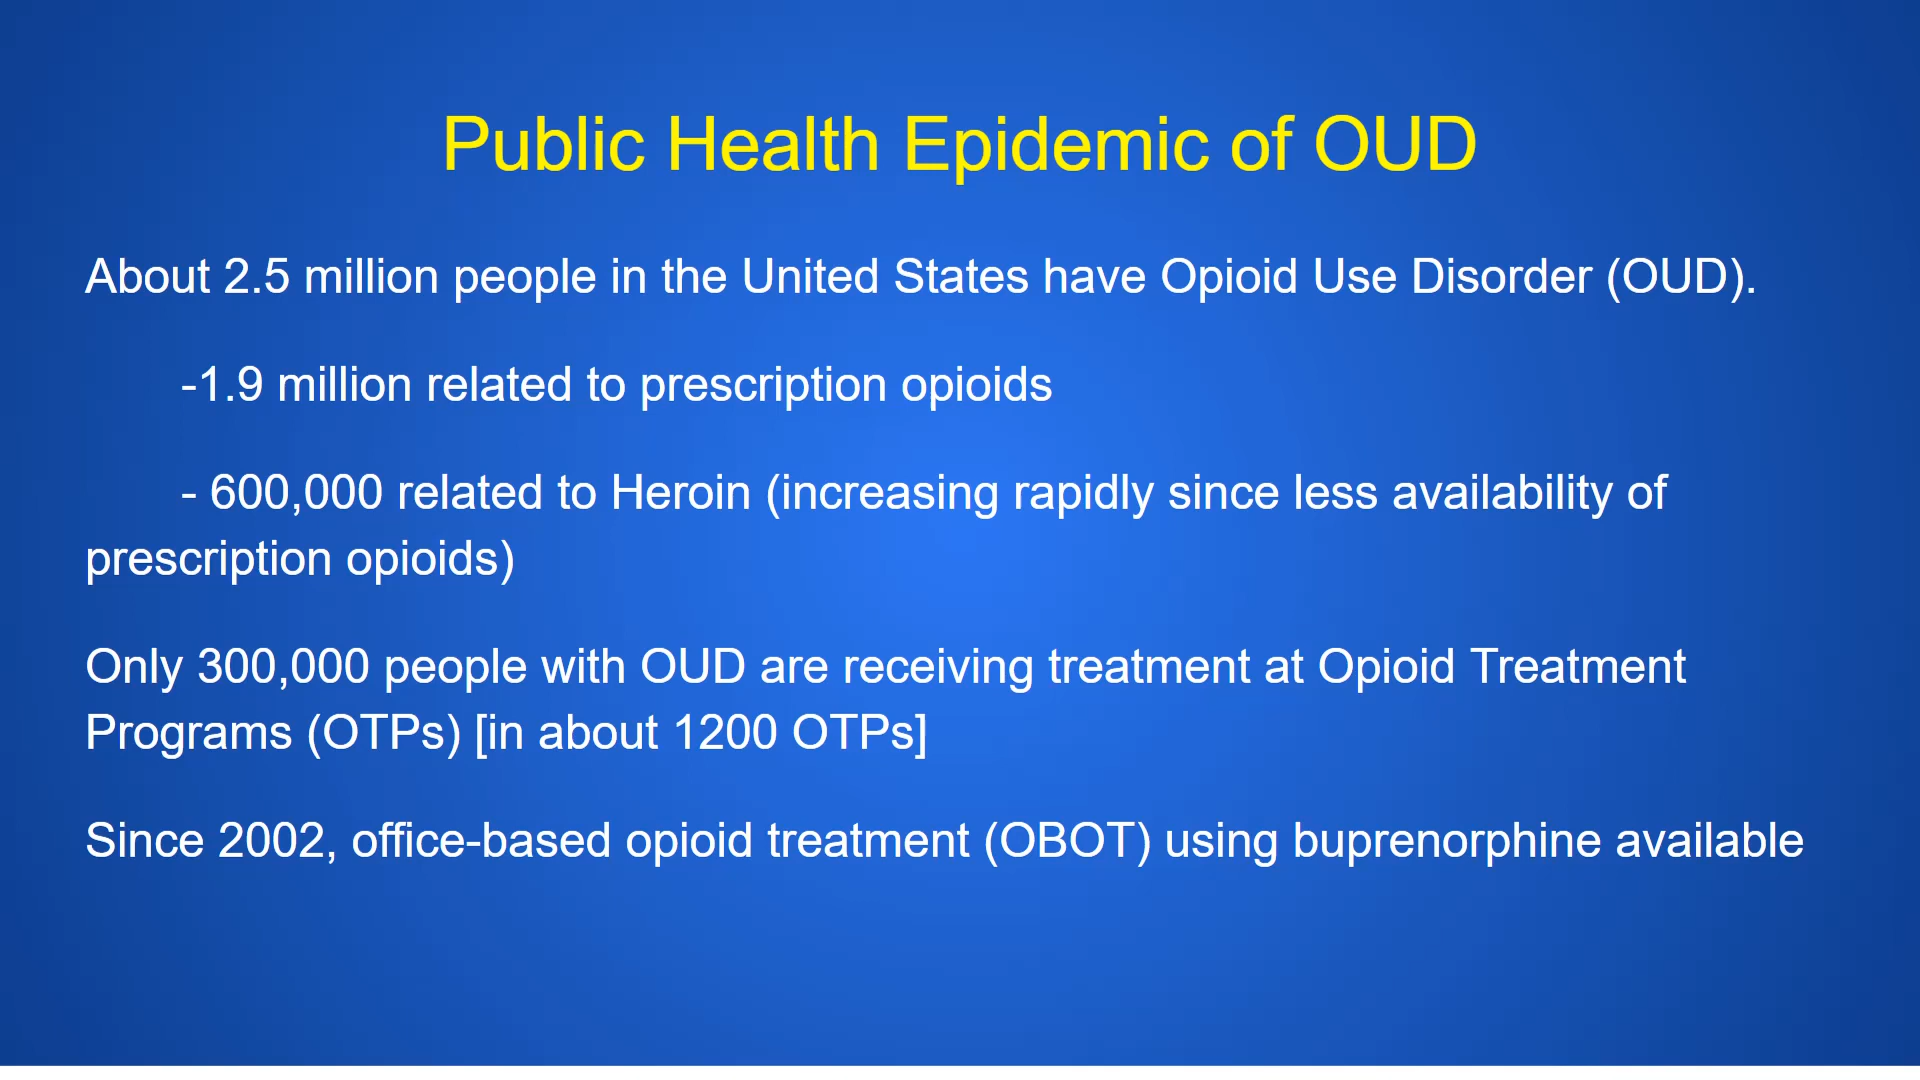 Public Health Epidemic of OUD
About 2.5 million people in the United States have Opioid Use Disorder (OUD).
-1.9 million related to prescription opioids
- 600,000 related to Heroin (increasing rapidly since less availability of
prescription opioids)
Only 300,000 people with OUD are receiving treatment at Opioid Treatment
Programs (OTPs) [in about 1200 OTPs]
Since 2002, office-based opioid treatment (OBOT) using buprenorphine available